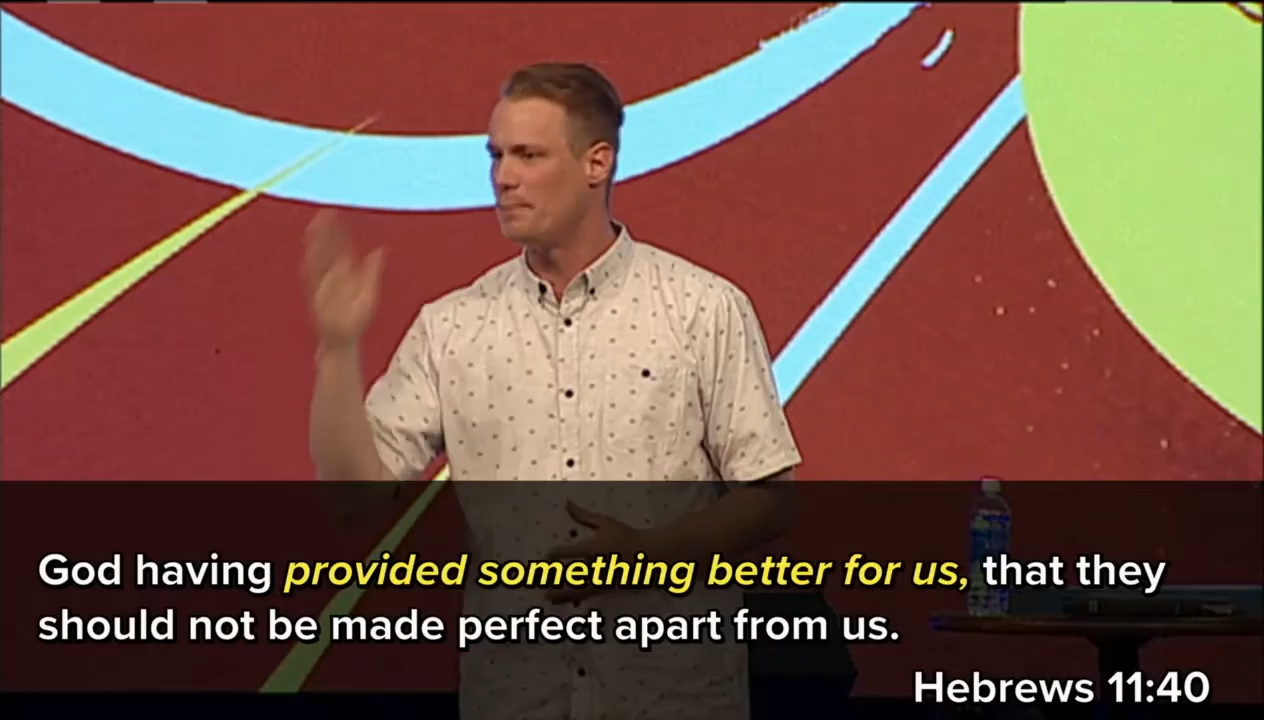 God having provided something better for us, that they
should not be made perfect apart from us.
Hebrews 11:40